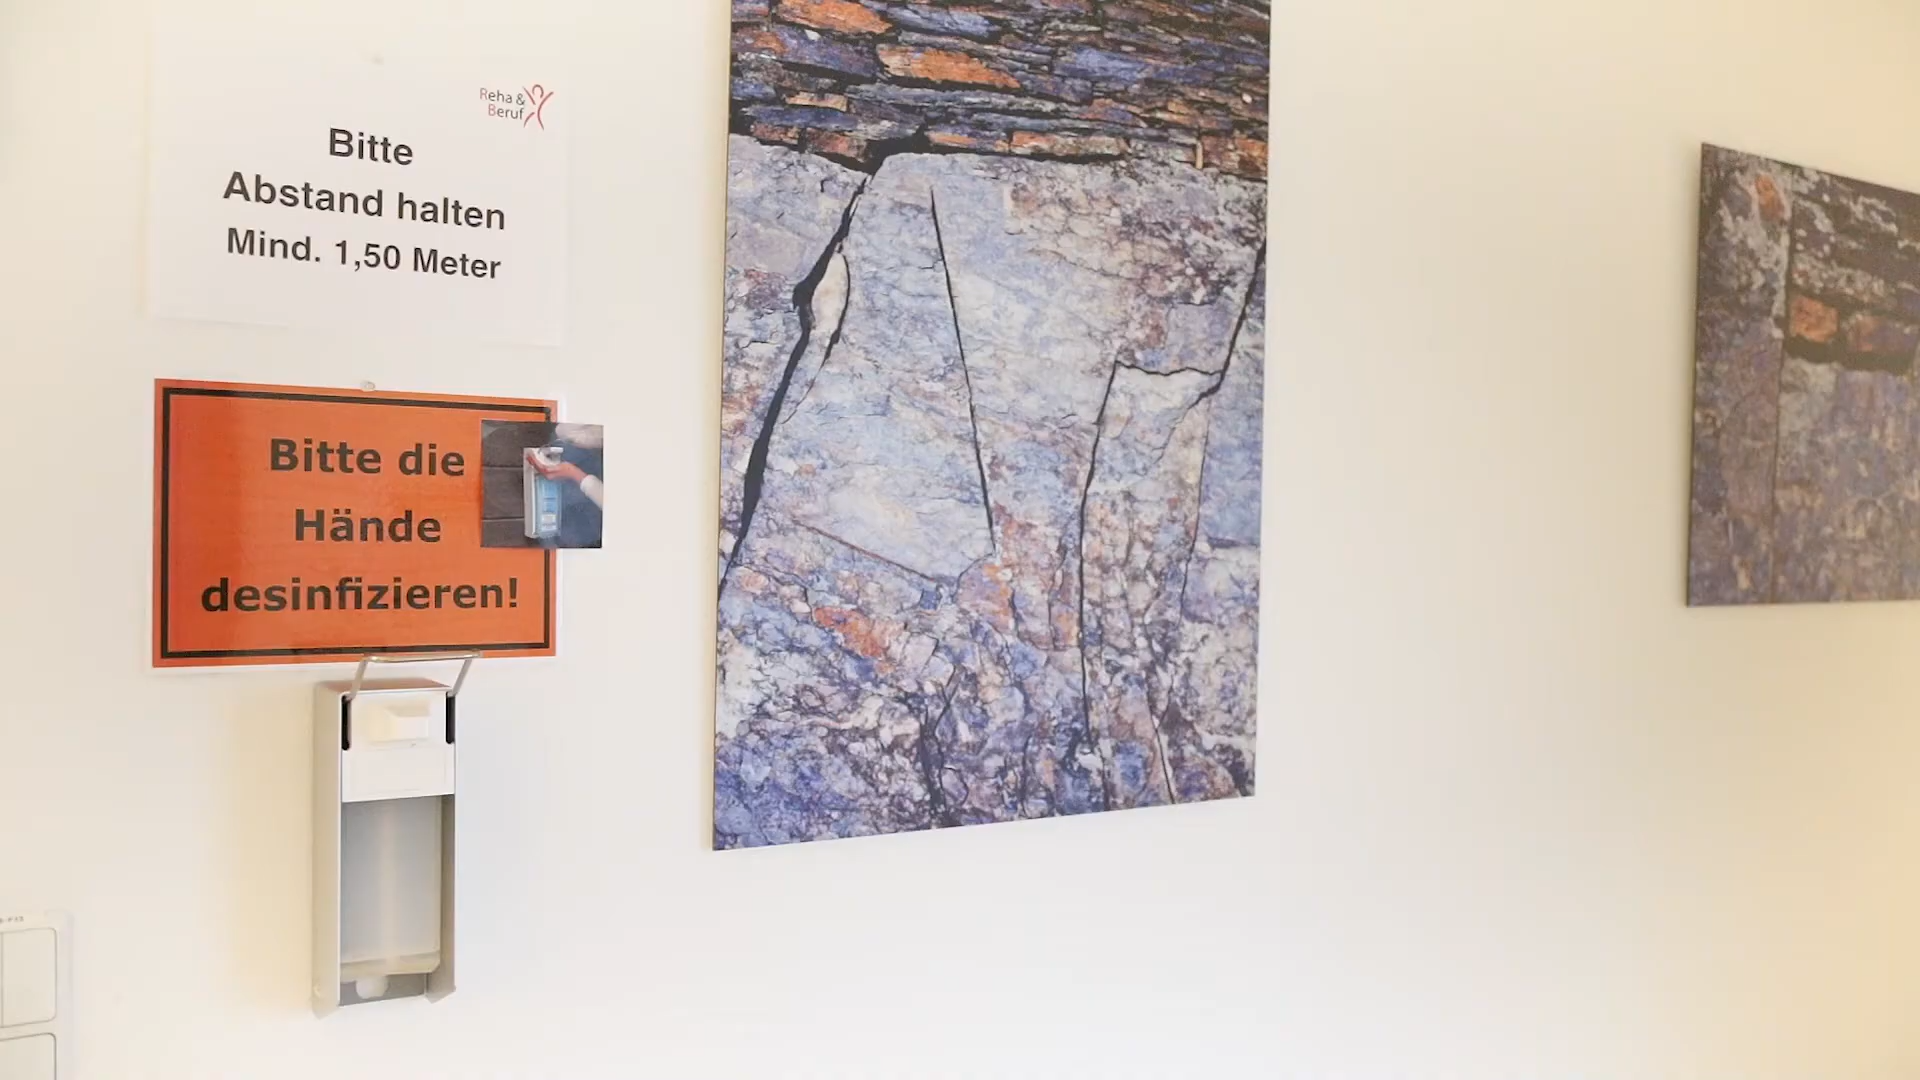 Reha &
Beruf
Bitte
Abstand halten
Mind. 1,50 Meter
Bitte die
Hände
desinfizieren!